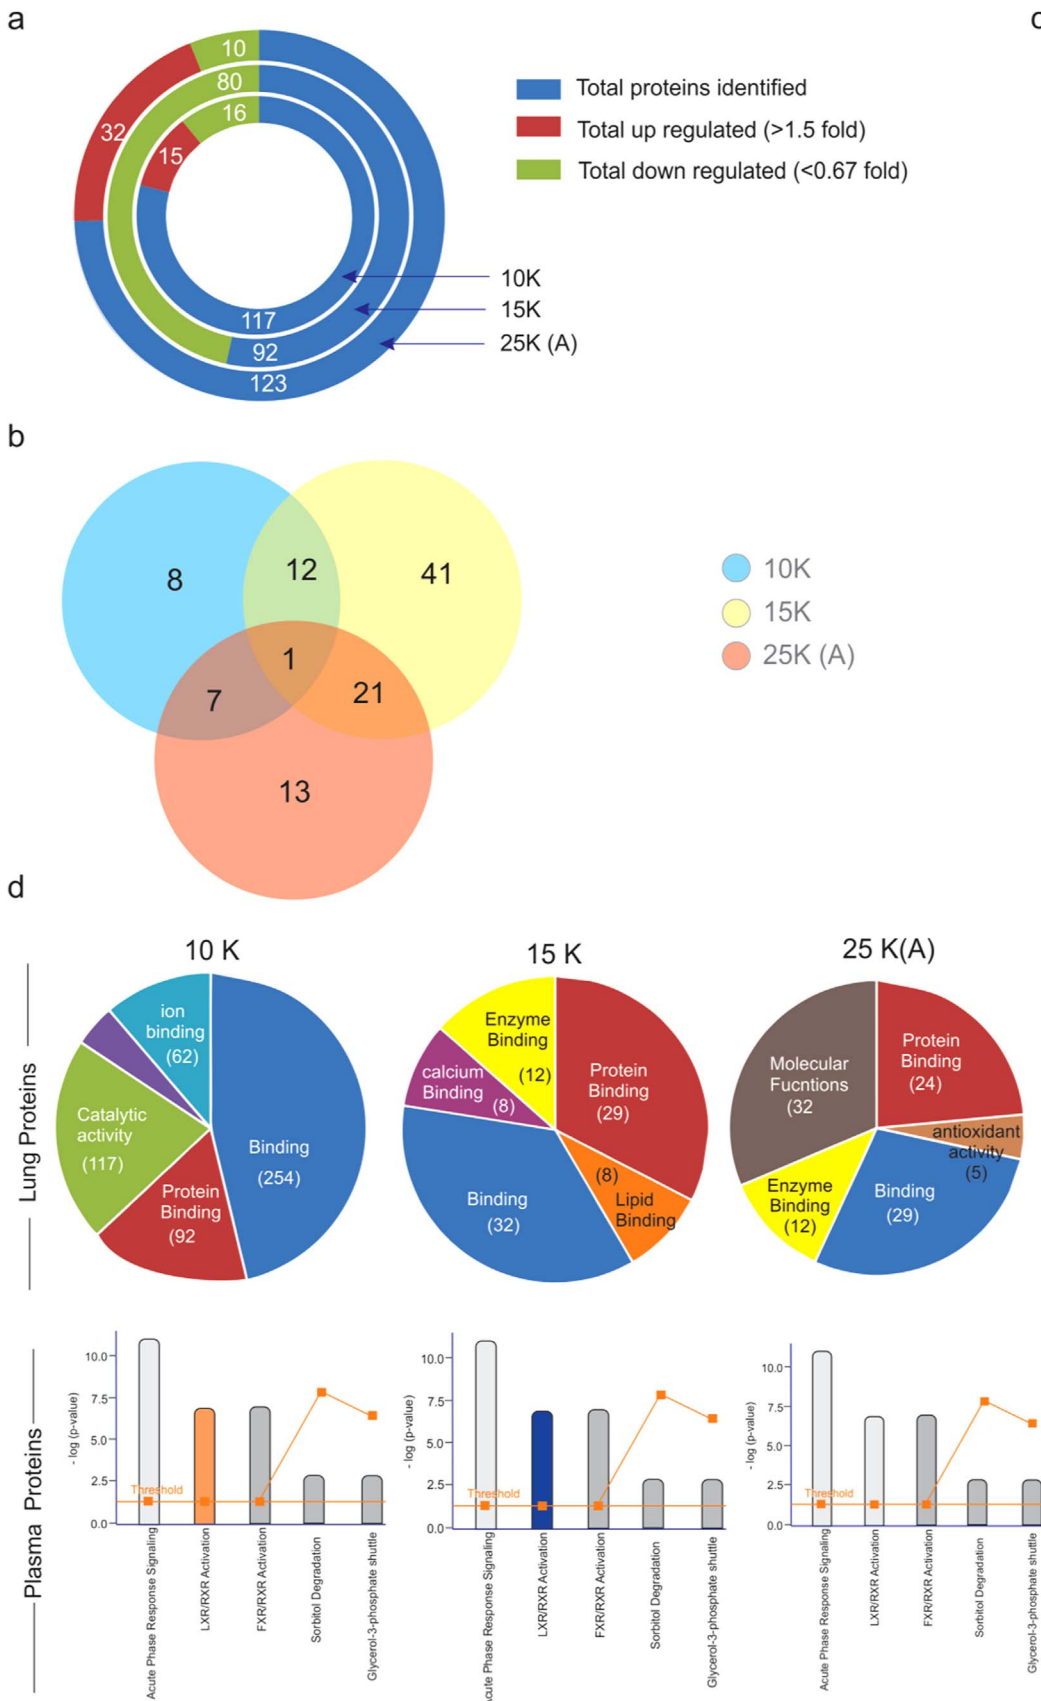 a
c
10
80
16
32
15
117
92
123
Total proteins identified
Total up regulated (>1.5 fold)
Total down regulated (<0.67 fold)
10K
15K
25K (A)
b
8
12
41
1
7
21
13
10K
15K
25K (A)
d
Lung Proteins
10 K
15 K
25 K(A)
ion
binding
(62)
Catalytic
activity
(117)
Protein
Binding
(92
Binding
(254)
Enzyme
Binding
(12)
calcium
Binding
(8)
Protein
Binding
(29)
Binding
(32)
(8)
Lipid
Binding
Molecular
Fucntions
(32
Protein
Binding
(24)
antioxidant
activity
(5)
Enzyme
Binding
(12)
Binding
(29)
Plasma Proteins
- log (p-value)
10.0
7.5
5.0
2.5
0.0
Threshold
Acute Phase Response Signaling
LXR/RXR Activation
FXR/RXR Activation
Sorbitol Degradation
Glycerol-3-phosphate shuttle
- log (p-value)
10.0
7.5
5.0
2.5
0.0
Threshold
Acute Phase Response Signaling
LXR/RXR Activation
FXR/RXR Activation
Sorbitol Degradation
Glycerol-3-phosphate shuttle
- log (p-value)
10.0
7.5
5.0
2.5
0.0
Threshold
Acute Phase Response Signaling
LXR/RXR Activation
FXR/RXR Activation
Sorbitol Degradation
Glycerol-3-phosphate shuttle